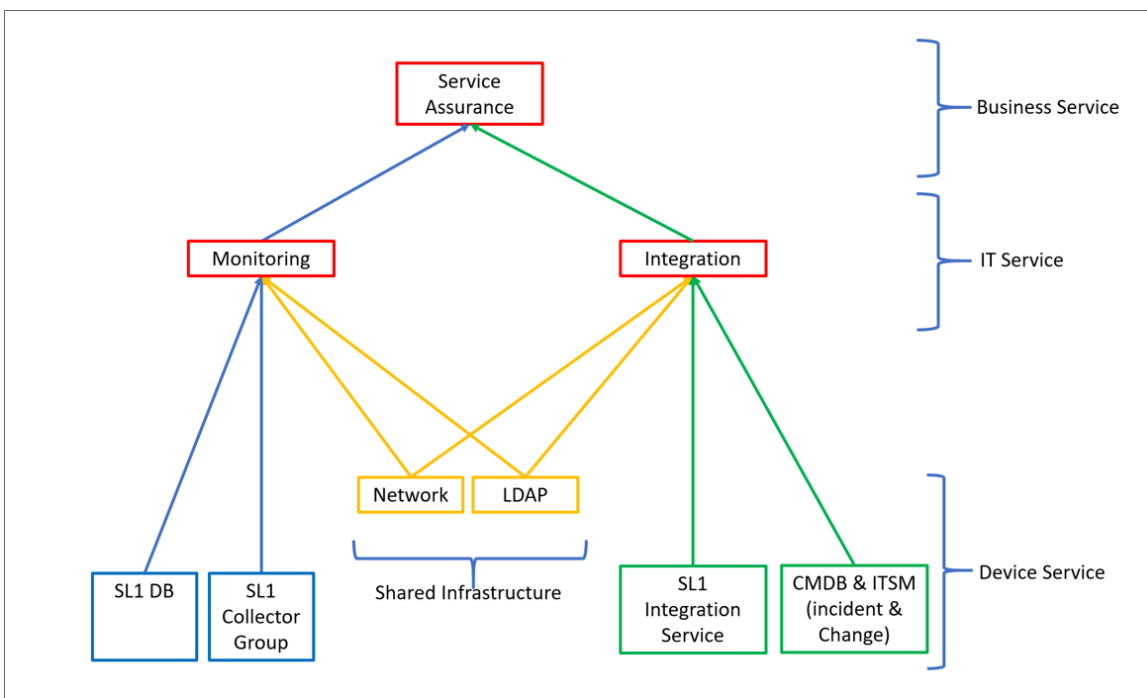 Service
Assurance
Business Service
Monitoring
Integration
IT Service
Network
LDAP
Shared Infrastructure
Device Service
SL1 DB
SL1
Collector
Group
SL1
Integration
Service
CMDB & ITSM
(incident &
Change)